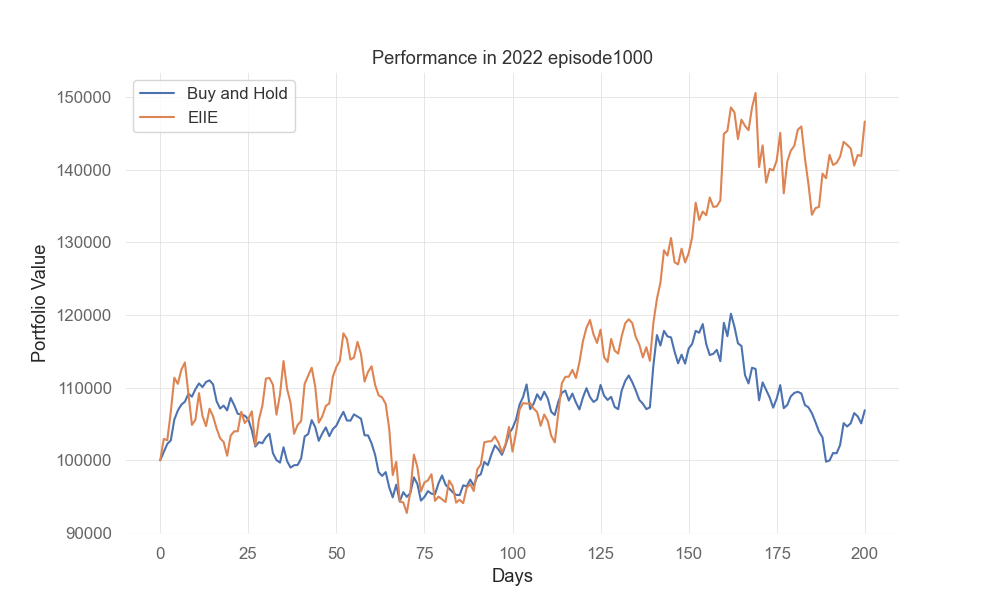 Performance in 2022 episode1000
Buy and Hold
EIIE
Portfolio Value
150000
140000
130000
120000
110000
100000
90000
0 25 50 75 100 125 150 175 200
Days